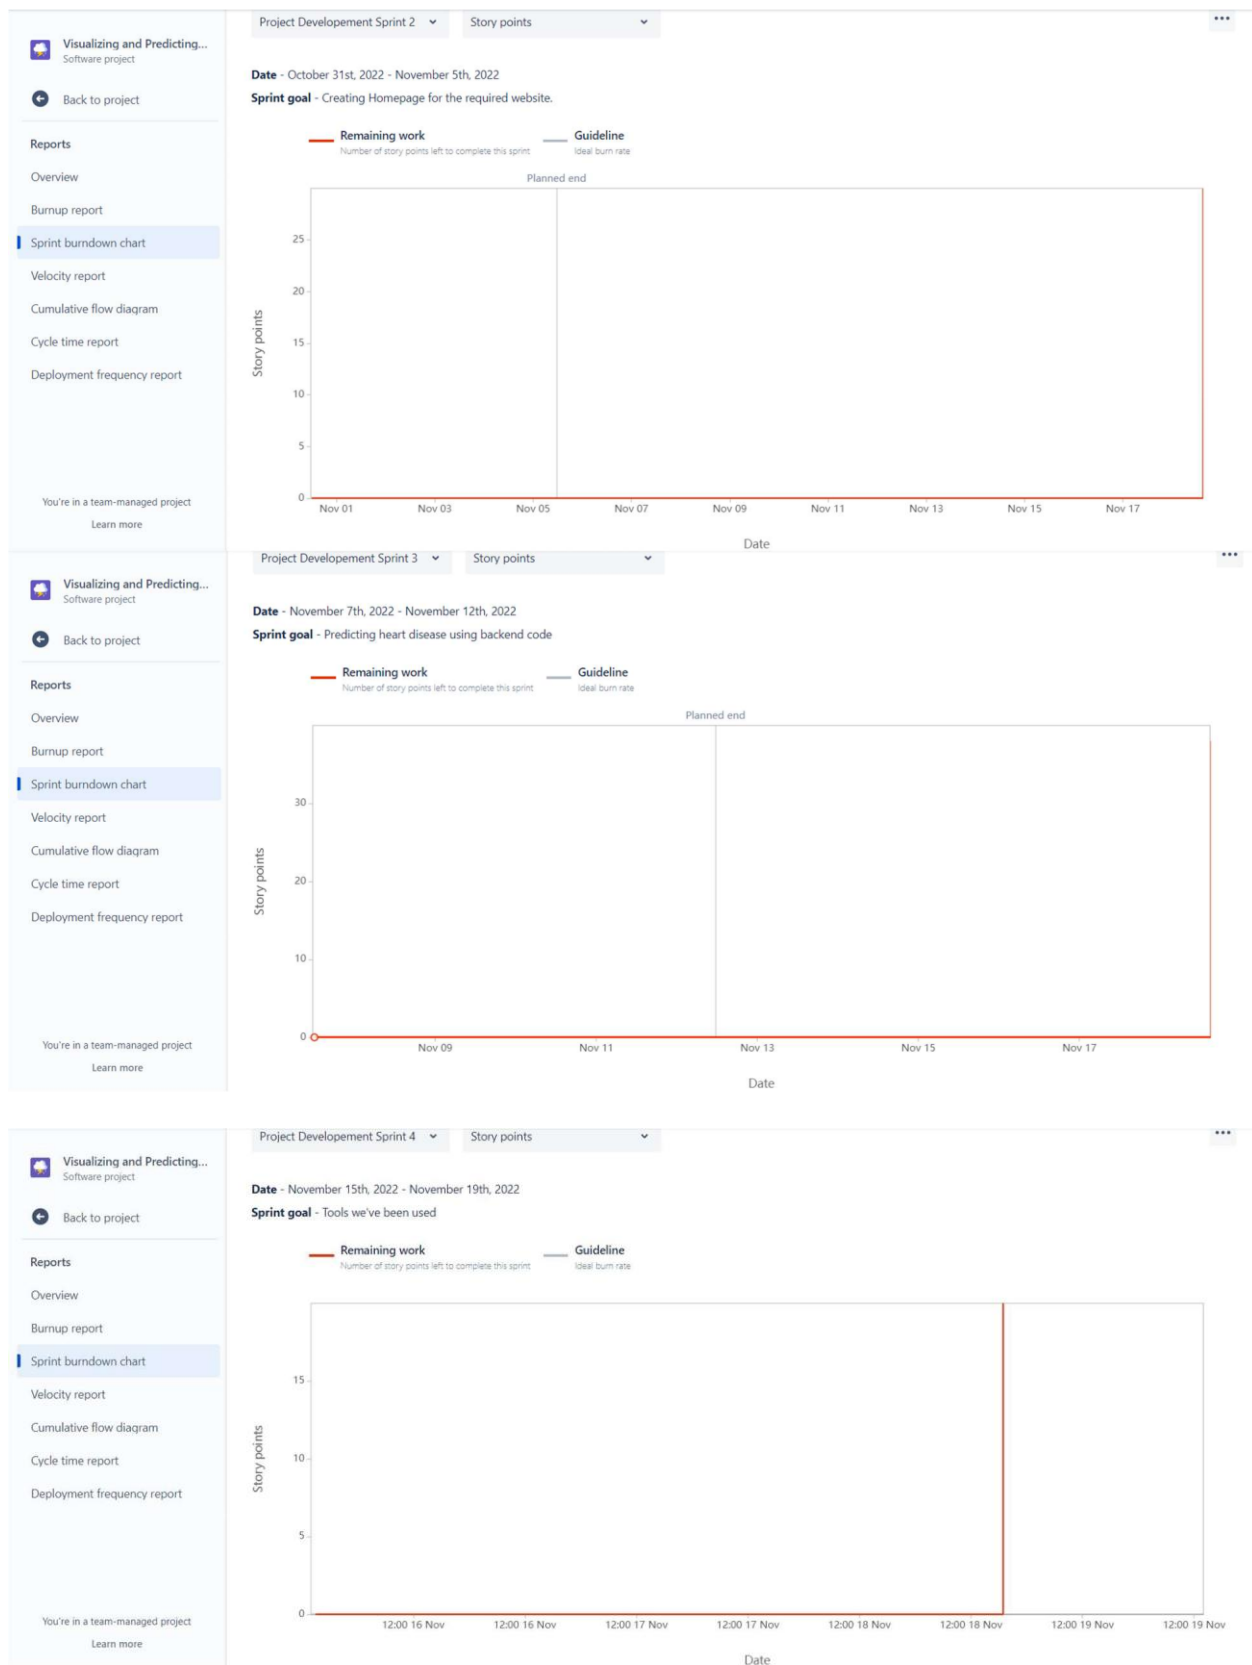 Project Developement Sprint 2 Story points
Visualizing and Predicting...
Software project
Date - October 31st, 2022 - November 5th, 2022
Back to project
Sprint goal - Creating Homepage for the required website.
Reports
Remaining work Guideline
Number of story points left to complete this sprint Ideal burn rate
Overview
Planned end
Burnup report
Sprint burndown chart
Velocity report
Cumulative flow diagram
Cycle time report
Deployment frequency report
You're in a team-managed project
Learn more
Story points
25
20
15
10
5
0
Nov 01 Nov 03 Nov 05 Nov 07 Nov 09 Nov 11 Nov 13 Nov 15 Nov 17
Date
Project Developement Sprint 3 Story points
Visualizing and Predicting...
Software project
Date - November 7th, 2022 - November 12th, 2022
Back to project
Sprint goal - Predicting heart disease using backend code
Reports
Remaining work Guideline
Number of story points left to complete this sprint Ideal burn rate
Overview
Planned end
Burnup report
Sprint burndown chart
Velocity report
Cumulative flow diagram
Cycle time report
Deployment frequency report
You're in a team-managed project
Learn more
Story points
30
20
10
0
Nov 09 Nov 11 Nov 13 Nov 15 Nov 17
Date
Project Developement Sprint 4 Story points
Visualizing and Predicting...
Software project
Date - November 15th, 2022 - November 19th, 2022
Back to project
Sprint goal - Tools we've been used
Reports
Remaining work Guideline
Number of story points left to complete this sprint Ideal burn rate
Overview
Burnup report
Sprint burndown chart
Velocity report
Cumulative flow diagram
Cycle time report
Deployment frequency report
You're in a team-managed project
Learn more
Story points
15
10
5
0
12:00 16 Nov 12:00 16 Nov 12:00 17 Nov 12:00 17 Nov 12:00 18 Nov 12:00 18 Nov 12:00 19 Nov 12:00 19 Nov
Date